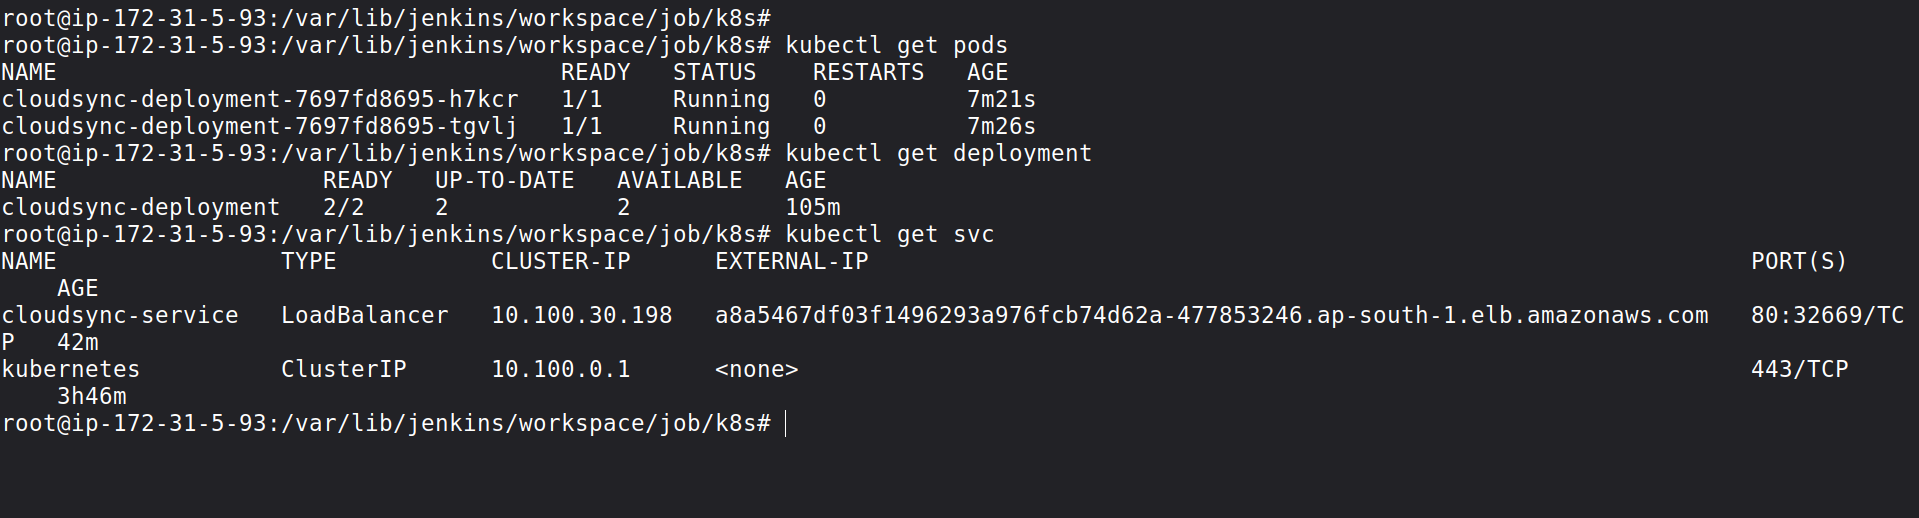 root@ip-172-31-5-93:/var/lib/jenkins/workspace/job/k8s#
root@ip-172-31-5-93:/var/lib/jenkins/workspace/job/k8s# kubectl get pods
NAME                                    READY   STATUS    RESTARTS   AGE
cloudsync-deployment-7697fd8695-h7kcr   1/1     Running   0          7m21s
cloudsync-deployment-7697fd8695-tgvlj   1/1     Running   0          7m26s
root@ip-172-31-5-93:/var/lib/jenkins/workspace/job/k8s# kubectl get deployment
NAME                   READY   UP-TO-DATE   AVAILABLE   AGE
cloudsync-deployment   2/2     2            2           105m
root@ip-172-31-5-93:/var/lib/jenkins/workspace/job/k8s# kubectl get svc
NAME                TYPE           CLUSTER-IP      EXTERNAL-IP                                                               PORT(S)
    AGE
cloudsync-service   LoadBalancer   10.100.30.198   a8a5467df03f1496293a976fcb74d62a-477853246.ap-south-1.elb.amazonaws.com   80:32669/TC
P   42m
kubernetes          ClusterIP      10.100.0.1      <none>                                                                    443/TCP
    3h46m
root@ip-172-31-5-93:/var/lib/jenkins/workspace/job/k8s#